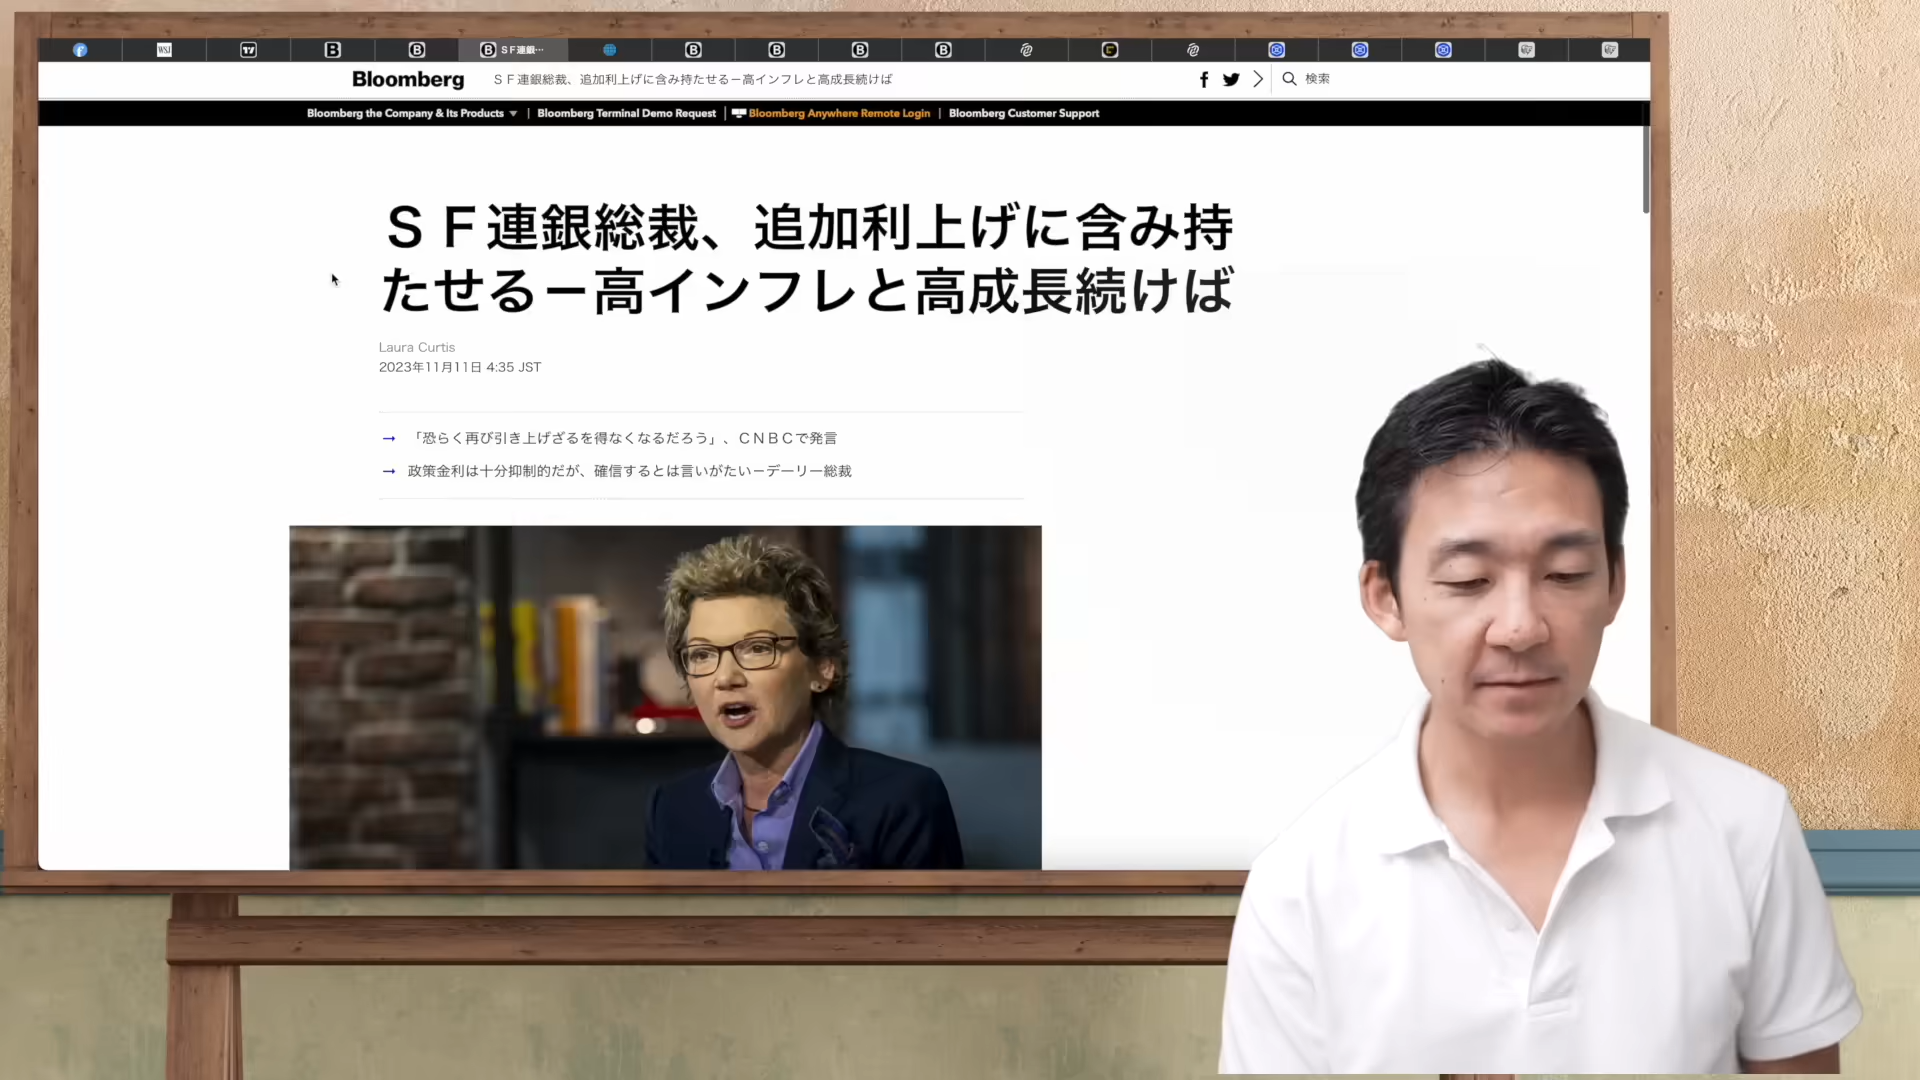 WSJ
SF連銀…
Bloomberg
SF連銀総裁、追加利上げに含み持たせる－高インフレと高成長続けば
検索
Bloomberg the Company & Its Products
Bloomberg Terminal Demo Request
Bloomberg Anywhere Remote Login
Bloomberg Customer Support
ＳＦ連銀総裁、追加利上げに含み持
たせる－高インフレと高成長続けば
Laura Curtis
2023年11月11日 4:35 JST
→ 「恐らく再び引き上げざるを得なくなるだろう」、ＣＮＢＣで発言
→ 政策金利は十分抑制的だが、確信するとは言いがたい－デーリー総裁